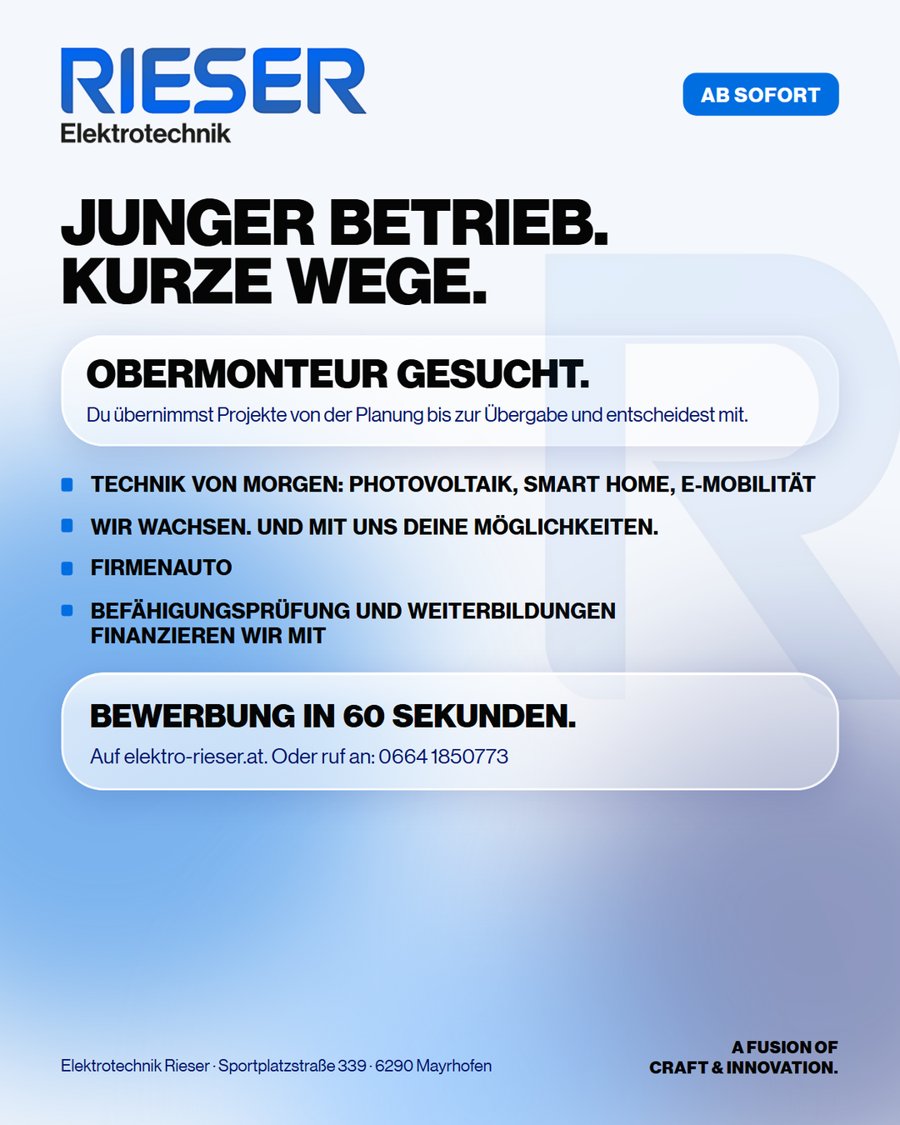 RIESER
Elektrotechnik
AB SOFORT
JUNGER BETRIEB.
KURZE WEGE.
OBERMONTEUR GESUCHT.
Du übernimmst Projekte von der Planung bis zur Übergabe und entscheidest mit.
TECHNIK VON MORGEN: PHOTOVOLTAIK, SMART HOME, E-MOBILITÄT
WIR WACHSEN. UND MIT UNS DEINE MÖGLICHKEITEN.
FIRMENAUTO
BEFÄHIGUNGSPRÜFUNG UND WEITERBILDUNGEN
FINANZIEREN WIR MIT
BEWERBUNG IN 60 SEKUNDEN.
Auf elektro-rieser.at. Oder ruf an: 0664 1850773
Elektrotechnik Rieser · Sportplatzstraße 339 · 6290 Mayrhofen
A FUSION OF
CRAFT & INNOVATION.